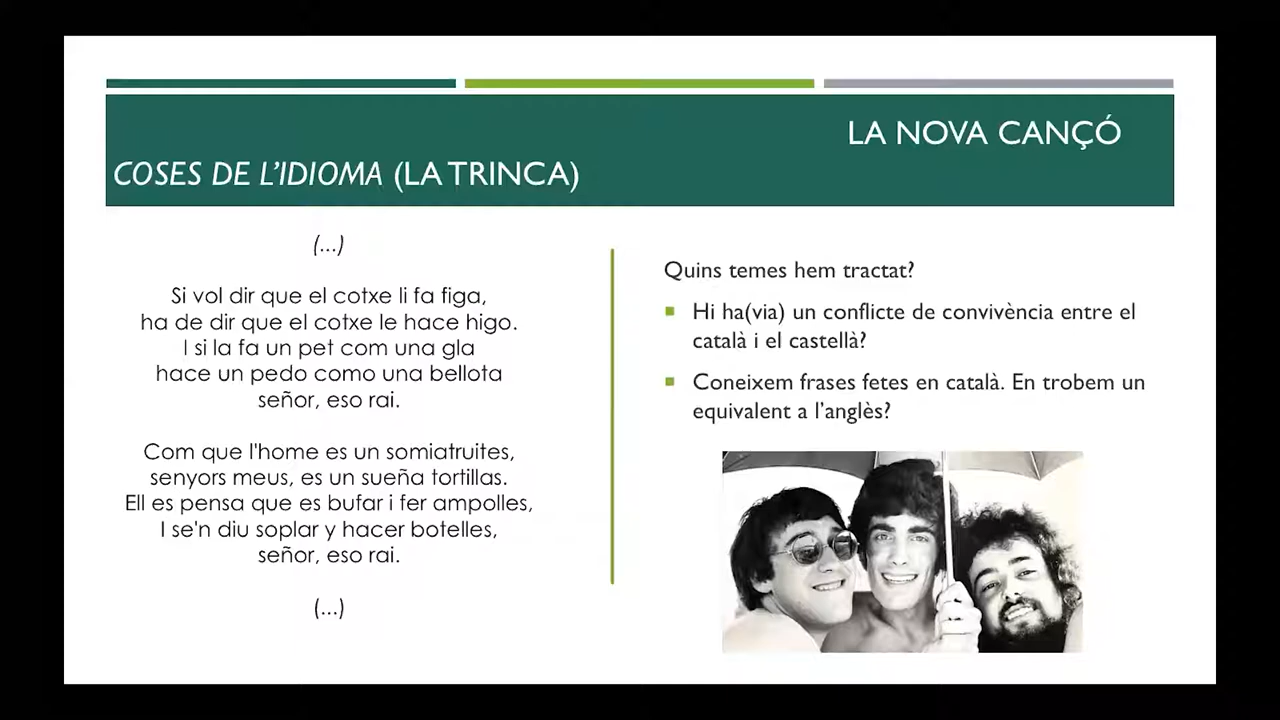 LA NOVA CANÇÓ
COSES DE L'IDIOMA (LA TRINCA)
(...)
Si vol dir que el cotxe li fa figa,
ha de dir que el cotxe le hace higo.
I si la fa un pet com una gla
hace un pedo como una bellota
señor, eso rai.
Com que l'home es un somiatruites,
senyors meus, es un sueña tortillas.
Ell es pensa que es bufar i fer ampolles,
I se'n diu soplar y hacer botelles,
señor, eso rai.
(...)
Quins temes hem tractat?
Hi ha(via) un conflicte de convivència entre el
català i el castellà?
Coneixem frases fetes en català. En trobem un
equivalent a l'anglès?